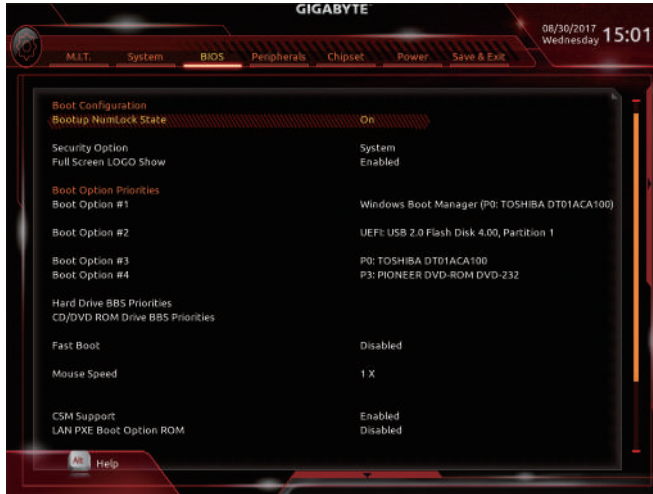 GIGABYTE
08/30/2017 Wednesday 15:01
M.I.T. System BIOS Peripherals Chipset Power Save & Exit
Boot Configuration
Bootup NumLock State On
Security Option System
Full Screen LOGO Show Enabled
Boot Option Priorities
Boot Option #1 Windows Boot Manager (P0: TOSHIBA DT01ACA100)
Boot Option #2 UEFI: USB 2.0 Flash Disk 4.00, Partition 1
Boot Option #3 P0: TOSHIBA DT01ACA100
Boot Option #4 P3: PIONEER DVD-ROM DVD-232
Hard Drive BBS Priorities
CD/DVD ROM Drive BBS Priorities
Fast Boot Disabled
Mouse Speed 1 X
CSM Support Enabled
LAN PXE Boot Option ROM Disabled
Alt Help